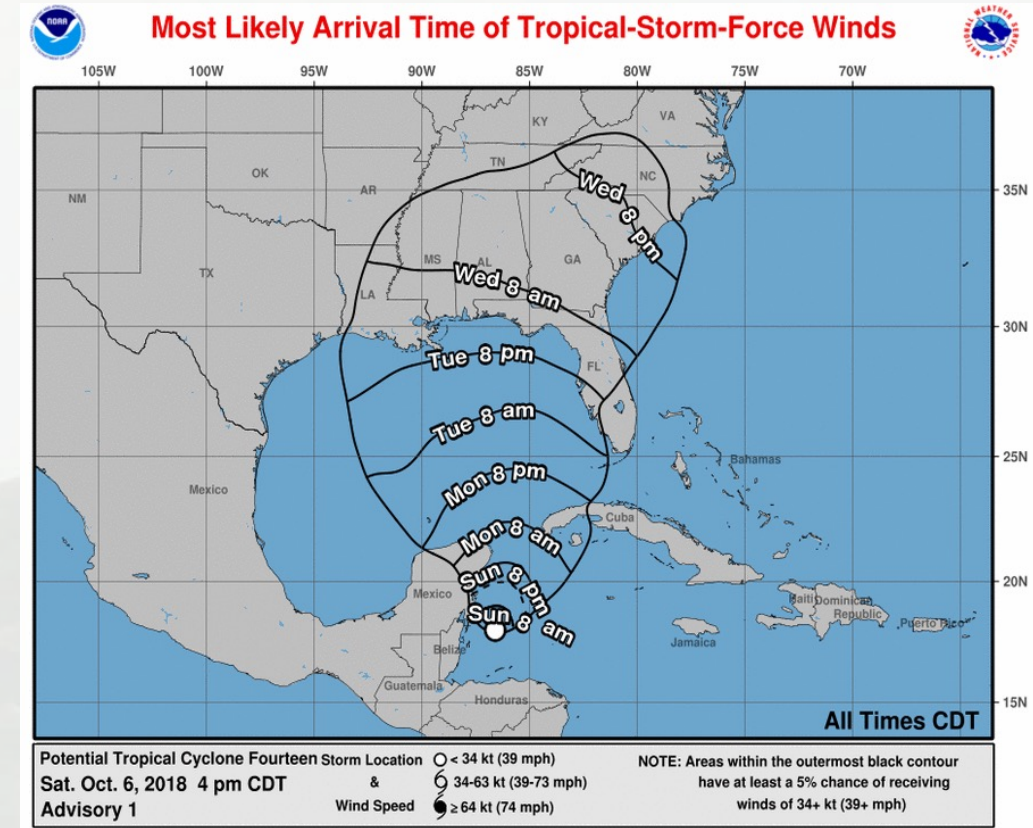 NOAA
Most Likely Arrival Time of Tropical-Storm-Force Winds
NATIONAL WEATHER SERVICE
105W 100W 95W 90W 85W 80W 75W 70W
KY
VA
TN
NC
OK
AR
NM
35N
Wed 8 pm
TX
MS
AL
GA
LA
Wed 8 am
30N
Tue 8 pm
FL
Tue 8 am
25N
Bahamas
Mexico
Mon 8 pm
Cuba
Mon 8 am
20N
Sun 8 pm
Mexico
Haiti
Dominican
Republic
Puerto Rico
Sun 8 am
Jamaica
Belize
Guatemala
Honduras
15N
All Times CDT
Potential Tropical Cyclone Fourteen
Sat. Oct. 6, 2018 4 pm CDT
Advisory 1
Storm Location
&
Wind Speed
< 34 kt (39 mph)
34-63 kt (39-73 mph)
≥ 64 kt (74 mph)
NOTE: Areas within the outermost black contour
have at least a 5% chance of receiving
winds of 34+ kt (39+ mph)